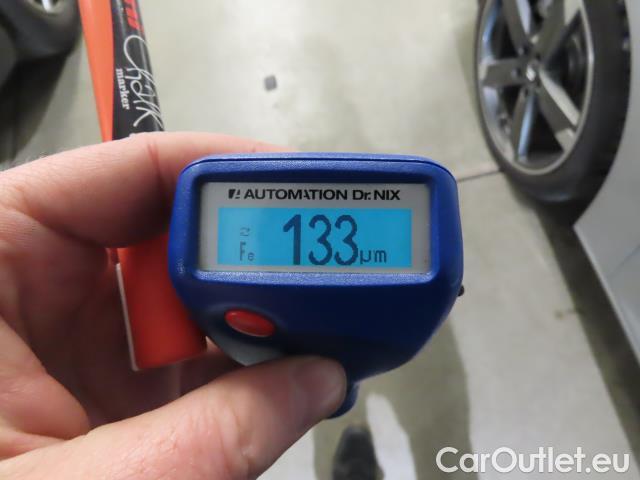 Chalk
marker
AUTOMATION Dr. NIX
Fe 133 µm
CarOutlet.eu